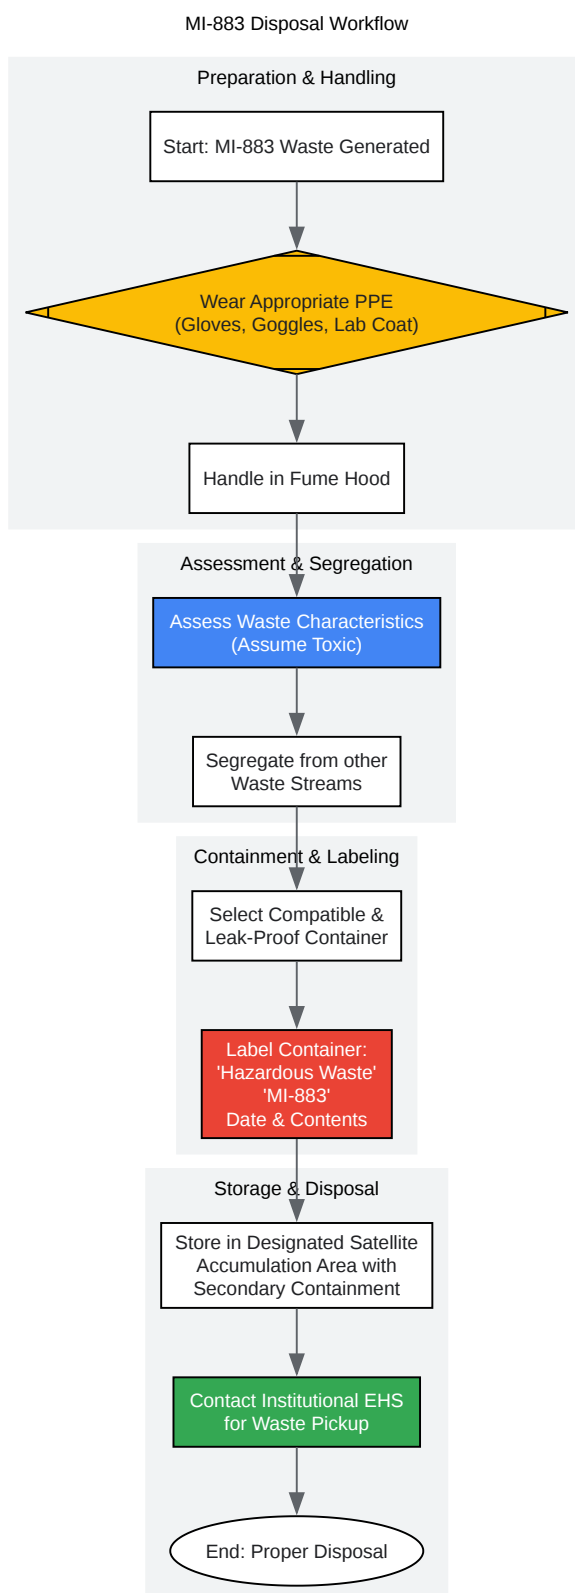 MI-883 Disposal Workflow
Preparation & Handling
Start: MI-883 Waste Generated
Wear Appropriate PPE
(Gloves, Goggles, Lab Coat)
Handle in Fume Hood
Assessment & Segregation
Assess Waste Characteristics
(Assume Toxic)
Segregate from other
Waste Streams
Containment & Labeling
Select Compatible &
Leak-Proof Container
Label Container:
'Hazardous Waste'
'MI-883'
Date & Contents
Storage & Disposal
Store in Designated Satellite
Accumulation Area with
Secondary Containment
Contact Institutional EHS
for Waste Pickup
End: Proper Disposal